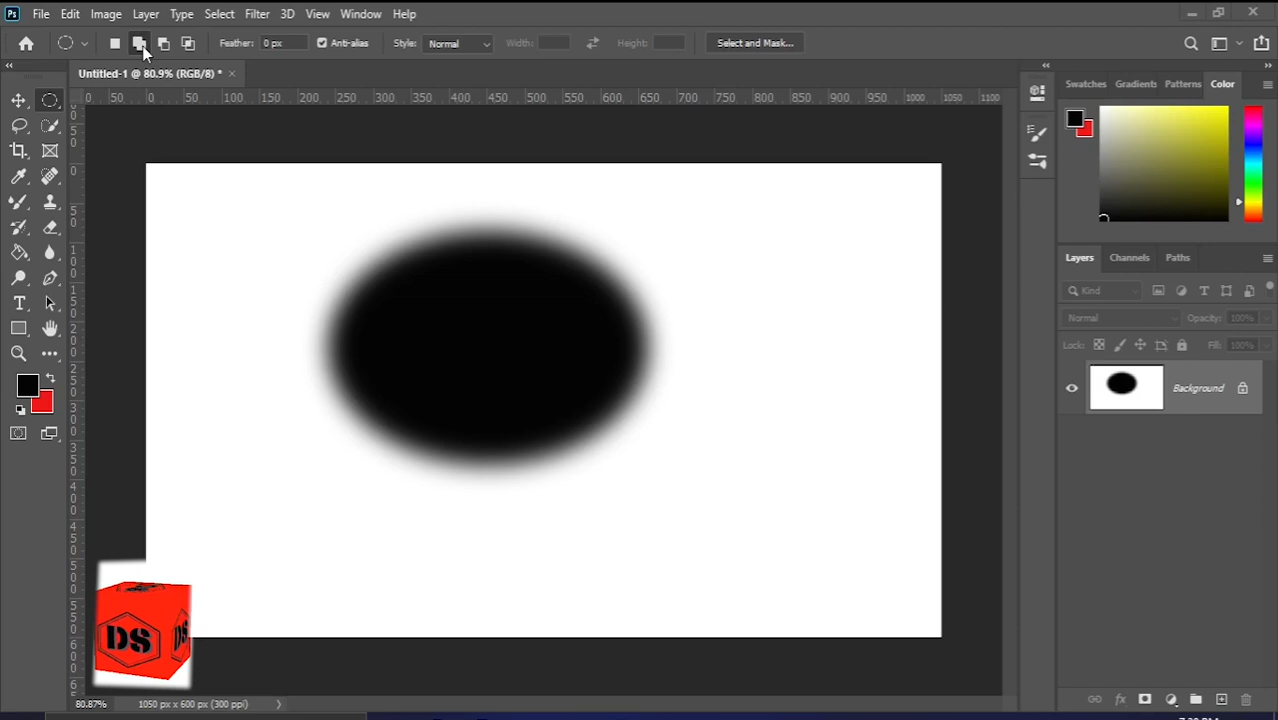 Ps File Edit Image Layer Type Select Filter 3D View Window Help
Feather: 0 px Anti-alias Style: Normal Width: Height: Select and Mask...
Untitled-1 @ 80.9% (RGB/8) * ×
0 50 0 50 100 150 200 250 300 350 400 450 500 550 600 650 700 750 800 850 900 950 1000 1050 1100
Swatches Gradients Patterns Color
Layers Channels Paths
Kind
Normal Opacity: 100%
Lock: Fill: 100%
Background
DS DS
80.87% 1050 px x 600 px (300 ppi)